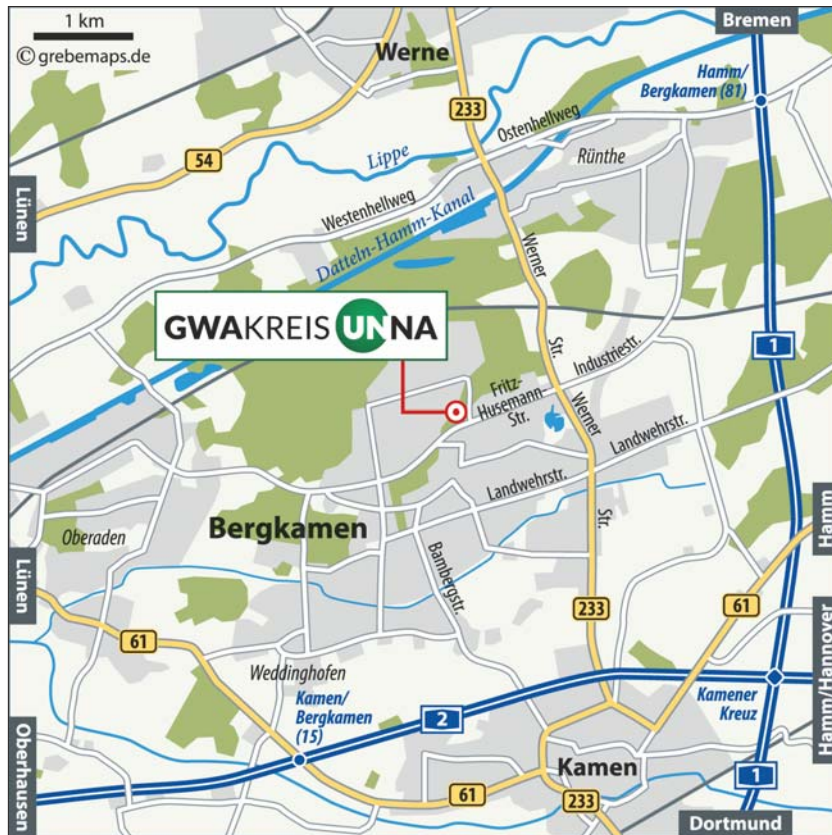 1 km
© grebemaps.de
Bremen
Werne
Hamm/
Bergkamen (81)
233
Ostenhellweg
54
Lippe
Rünthe
Lünen
Westenhellweg
Datteln-Hamm-Kanal
Werner
Str.
GWAKREIS UNNA
1
Industriestr.
Fritz-
Husemann-
Str.
Werner
Str.
Landwehrstr.
Landwehrstr.
Oberaden
Bergkamen
Hamm
Bambergstr.
Lünen
233
61
61
Weddinghofen
Kamen/
Bergkamen
(15)
2
Kamener
Kreuz
Hamm/Hannover
Oberhausen
Kamen
61
233
1
Dortmund